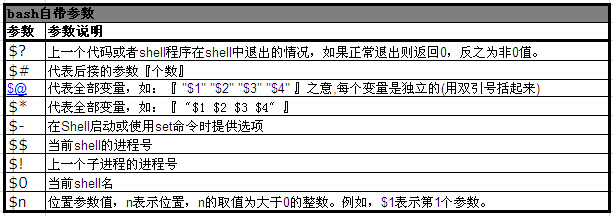 bash自带参数
参数 参数说明
$? 上一个代码或者shell程序在shell中退出的情况，如果正常退出则返回0，反之为非0值。
$# 代表后接的参数『个数』
$@ 代表全部变量，如：『 "$1" "$2" "$3" "$4" 』之意,每个变量是独立的(用双引号括起来)
$* 代表全部变量，如：『 “$1 $2 $3 $4” 』
$- 在Shell启动或使用set命令时提供选项
$$ 当前shell的进程号
$! 上一个子进程的进程号
$0 当前shell名
$n 位置参数值，n表示位置，n的取值为大于0的整数。例如，$1表示第1个参数。